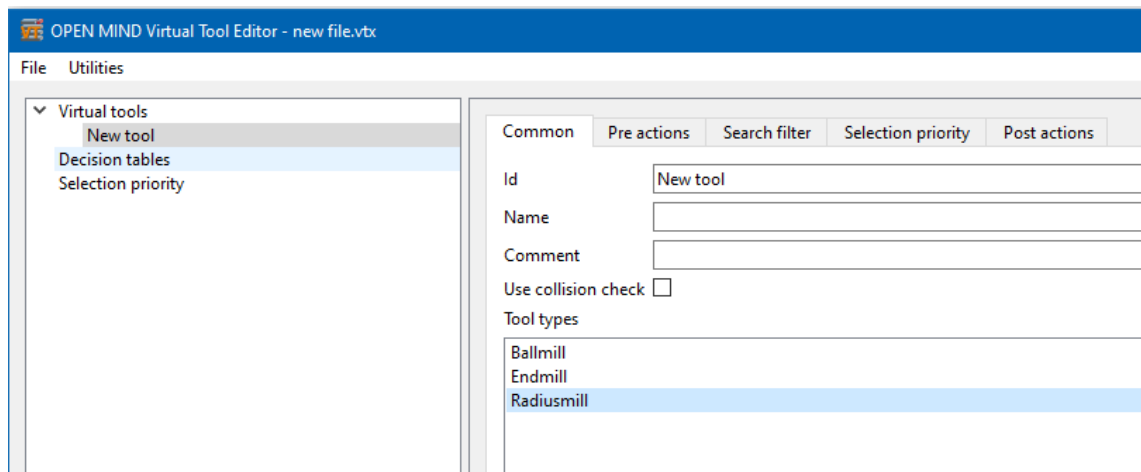 OPEN MIND Virtual Tool Editor - new file.vtx
File Utilities
Virtual tools
New tool
Decision tables
Selection priority
Common Pre actions Search filter Selection priority Post actions
Id New tool
Name
Comment
Use collision check
Tool types
Ballmill
Endmill
Radiusmill